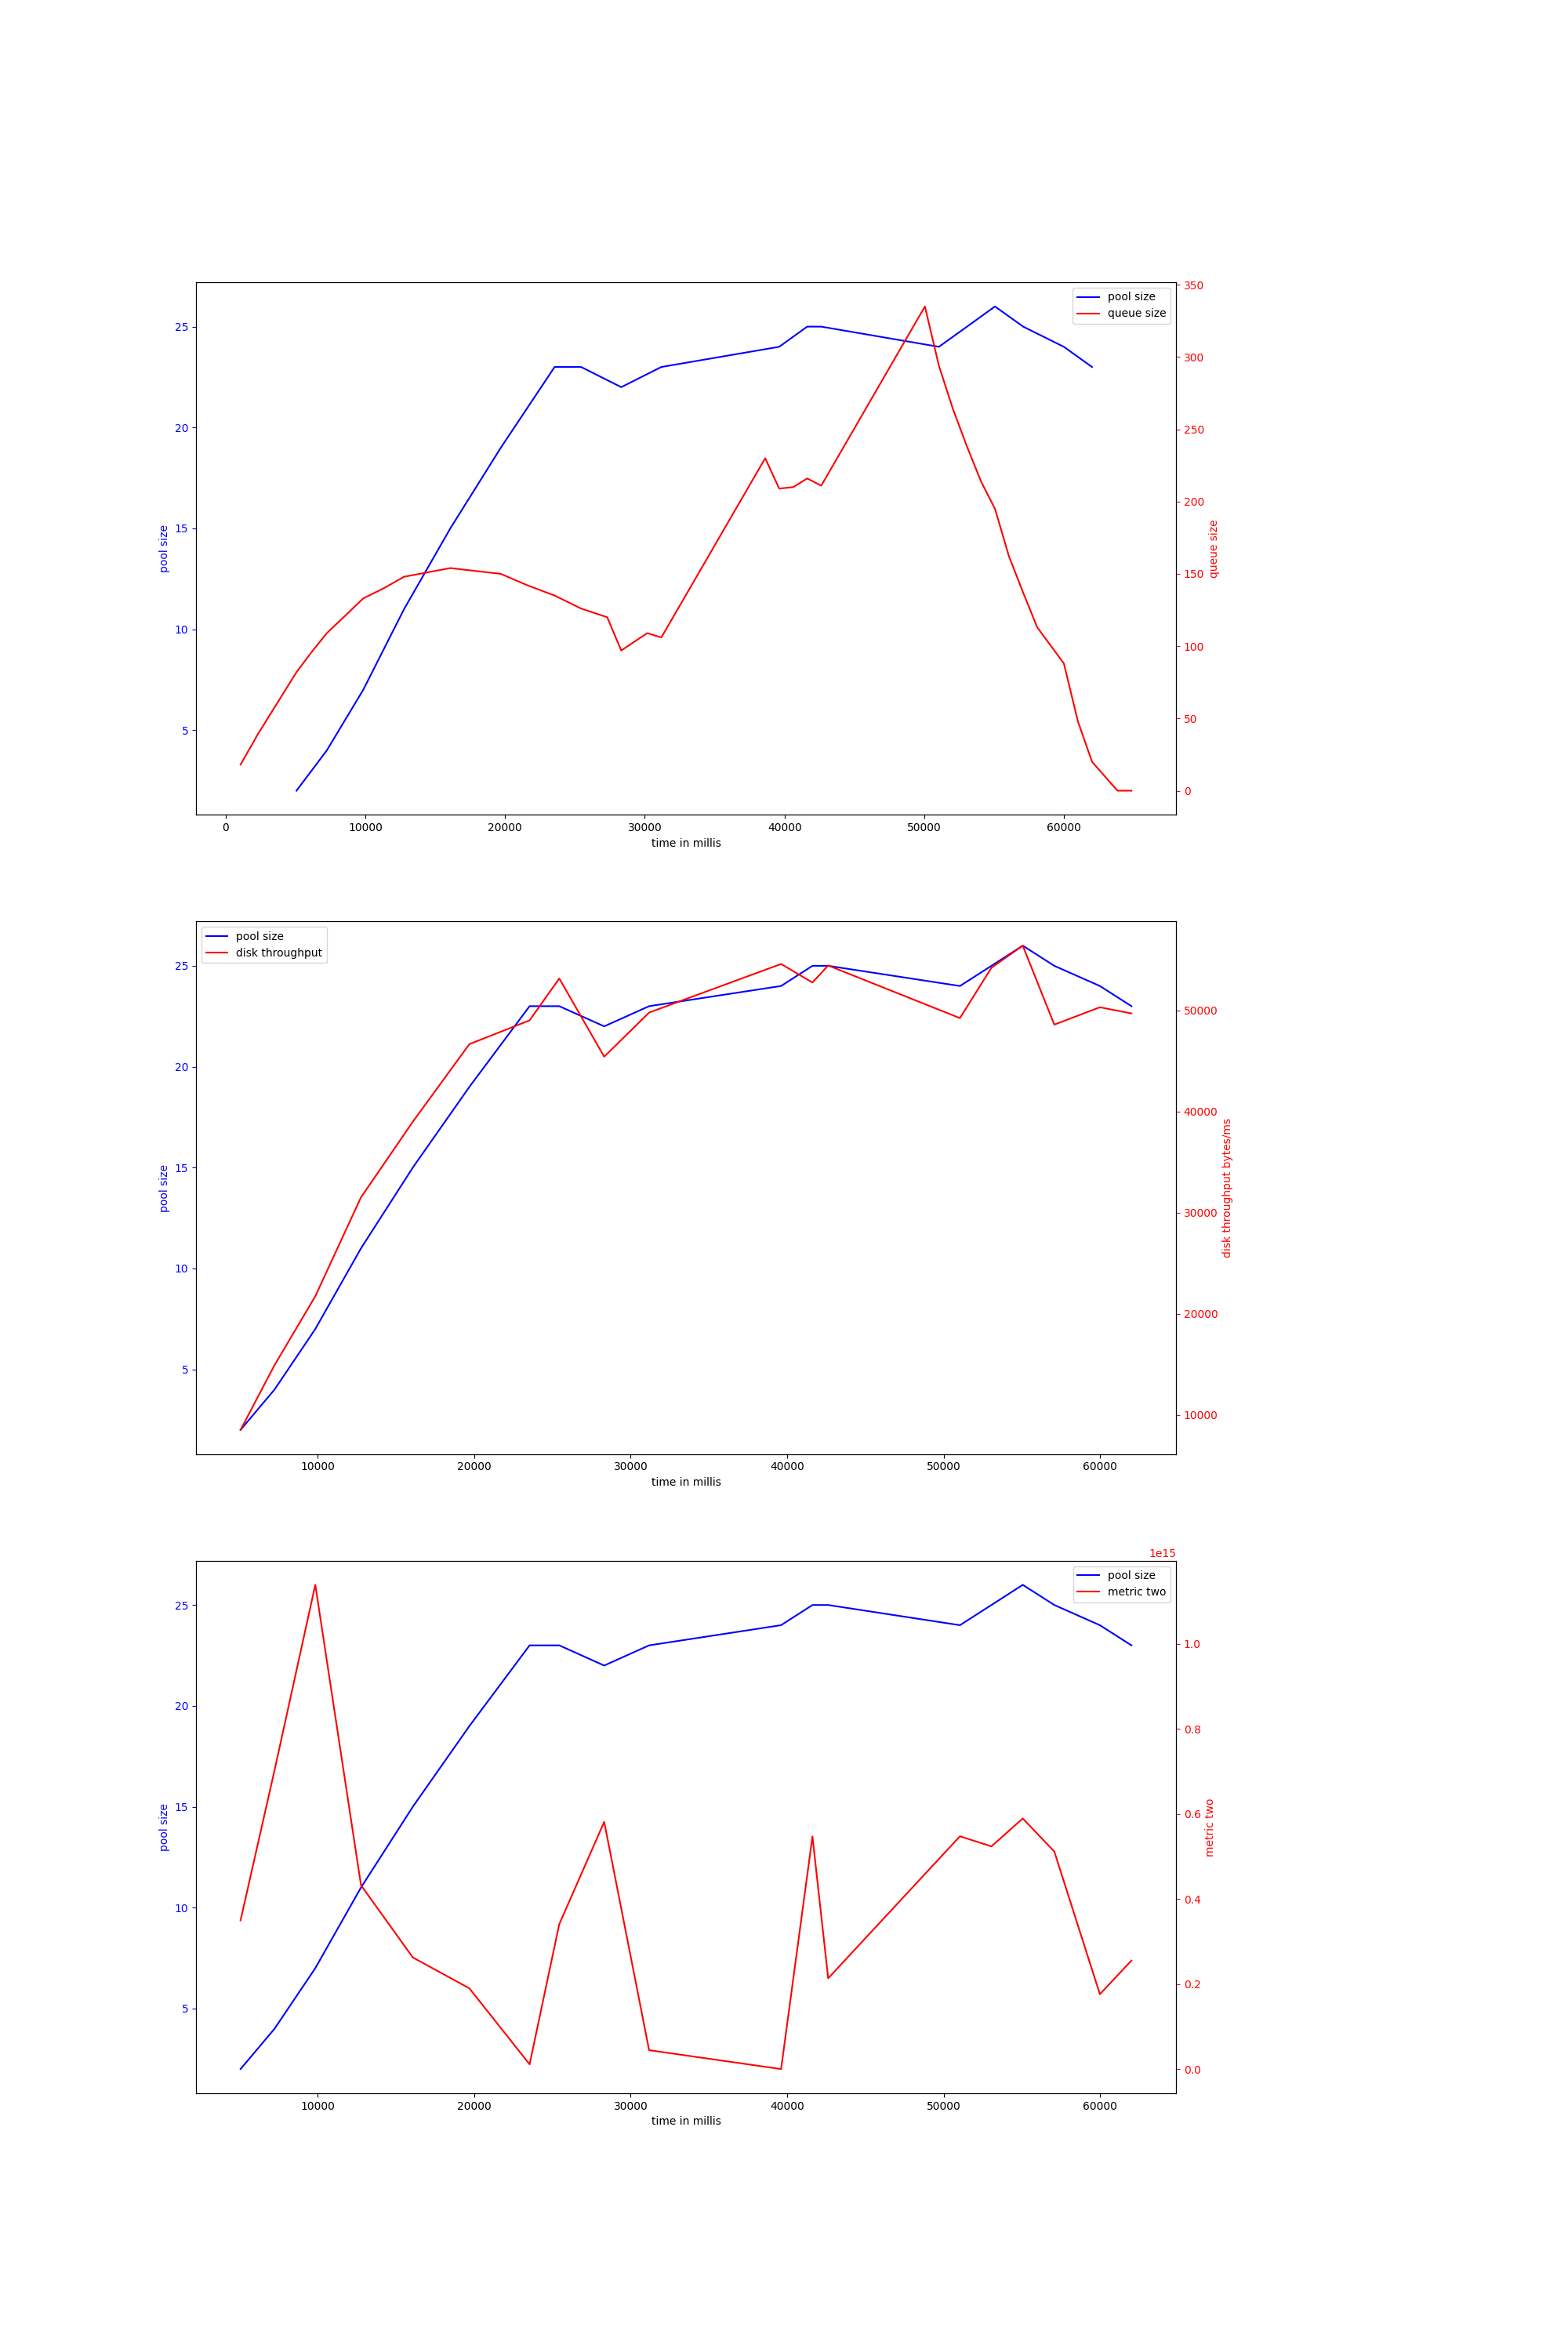 pool size
queue size
350
300
250
200
150
100
50
0
queue size
25
20
15
10
5
pool size
0 10000 20000 30000 40000 50000 60000
time in millis
pool size
disk throughput
25
20
15
10
5
pool size
50000
40000
30000
20000
10000
disk throughput bytes/ms
10000 20000 30000 40000 50000 60000
time in millis
1e15
pool size
metric two
25
20
15
10
5
pool size
1.0
0.8
0.6
0.4
0.2
0.0
metric two
10000 20000 30000 40000 50000 60000
time in millis